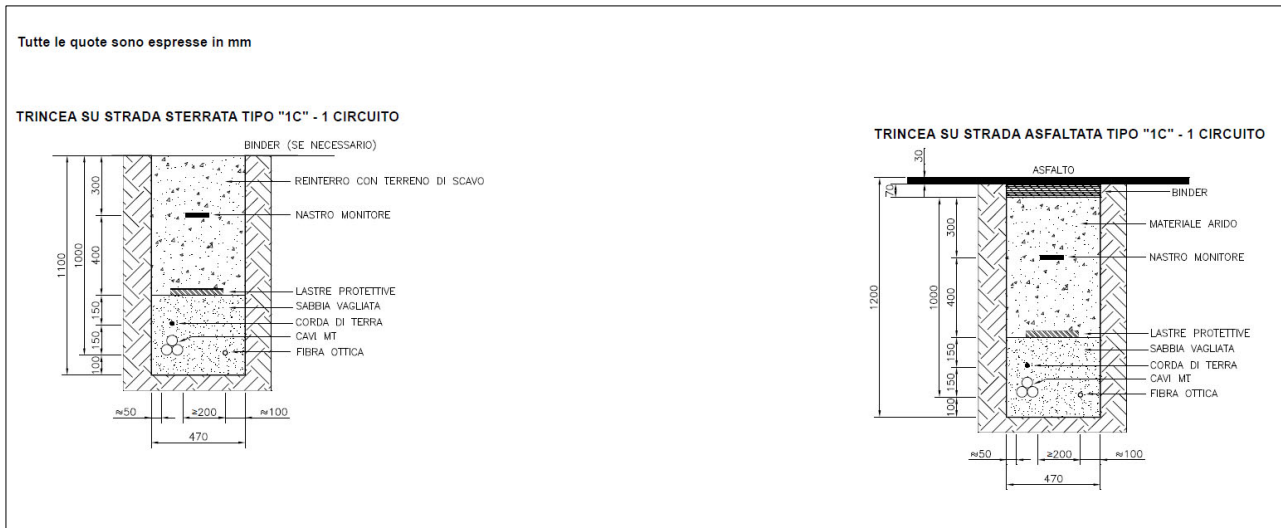 Tutte le quote sono espresse in mm
TRINCEA SU STRADA STERRATA TIPO "1C" - 1 CIRCUITO
BINDER (SE NECESSARIO)
REINTERRO CON TERRENO DI SCAVO
NASTRO MONITORE
LASTRE PROTETTIVE
SABBIA VAGLIATA
CORDA DI TERRA
CAVI MT
FIBRA OTTICA
1100
1000
300
400
150
150
100
≈50
≥200
≈100
470
TRINCEA SU STRADA ASFALTATA TIPO "1C" - 1 CIRCUITO
30
ASFALTO
70
BINDER
MATERIALE ARIDO
NASTRO MONITORE
LASTRE PROTETTIVE
SABBIA VAGLIATA
CORDA DI TERRA
CAVI MT
FIBRA OTTICA
1200
1000
300
400
150
150
100
≈50
≥200
≈100
470